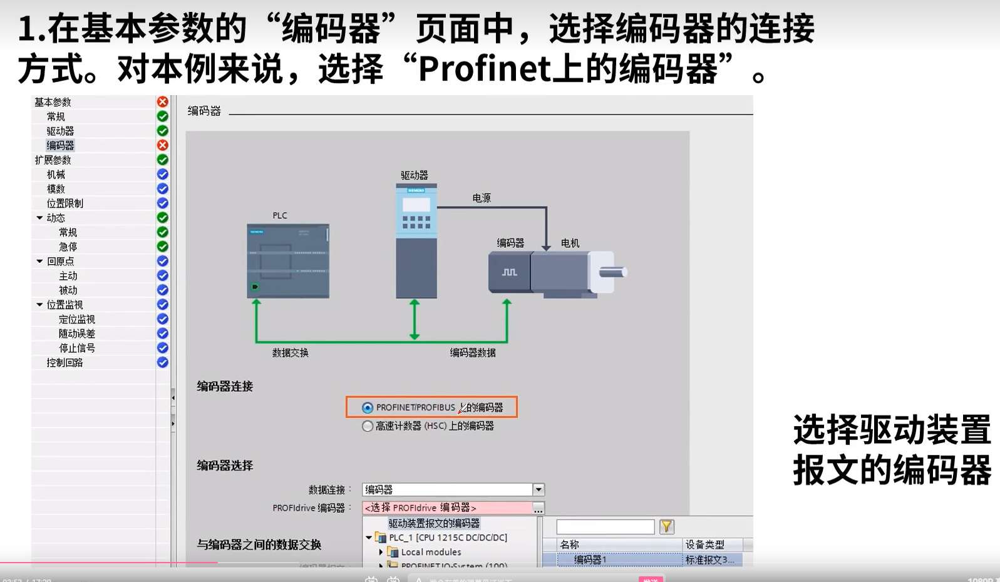 1.在基本参数的“编码器”页面中，选择编码器的连接
方式。对本例来说，选择“Profinet上的编码器”。
基本参数
常规
驱动器
编码器
扩展参数
机械
模数
位置限制
动态
常规
急停
回原点
主动
被动
位置监视
定位监视
随动误差
停止信号
控制回路
编码器
驱动器
SIEMENS
电源
PLC
SIEMENS
编码器
电机
数据交换
编码器数据
编码器连接
PROFINET/PROFIBUS 上的编码器
高速计数器 (HSC) 上的编码器
编码器选择
数据连接：
编码器
PROFIdrive 编码器：
<选择 PROFIdrive 编码器>
...
驱动装置报文的编码器
PLC_1 [CPU 1215C DC/DC/DC]
Local modules
PROFINET IO-System (100)
名称
设备类型
编码器1
标准报文3...
与编码器之间的数据交换
选择驱动装置
报文的编码器